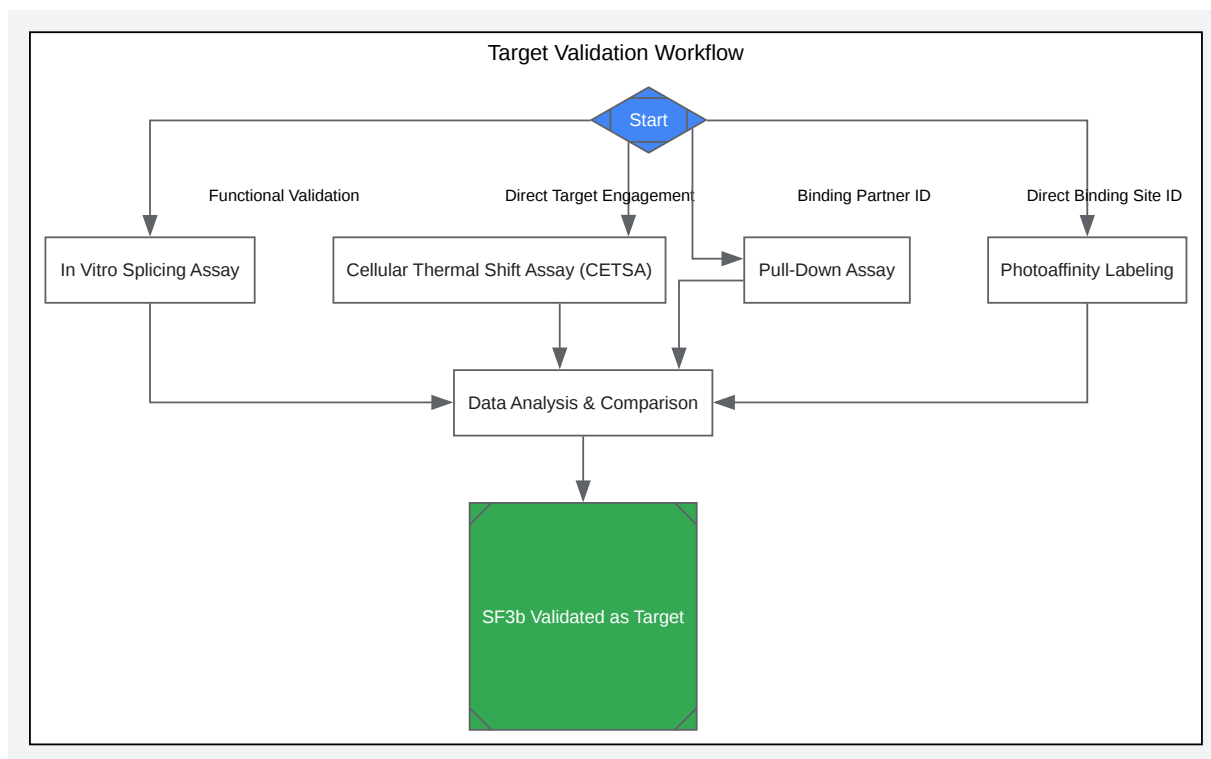 Target Validation Workflow
Start
Functional Validation
Direct Target Engagement
Binding Partner ID
Direct Binding Site ID
In Vitro Splicing Assay
Cellular Thermal Shift Assay (CETSA)
Pull-Down Assay
Photoaffinity Labeling
Data Analysis & Comparison
SF3b Validated as Target